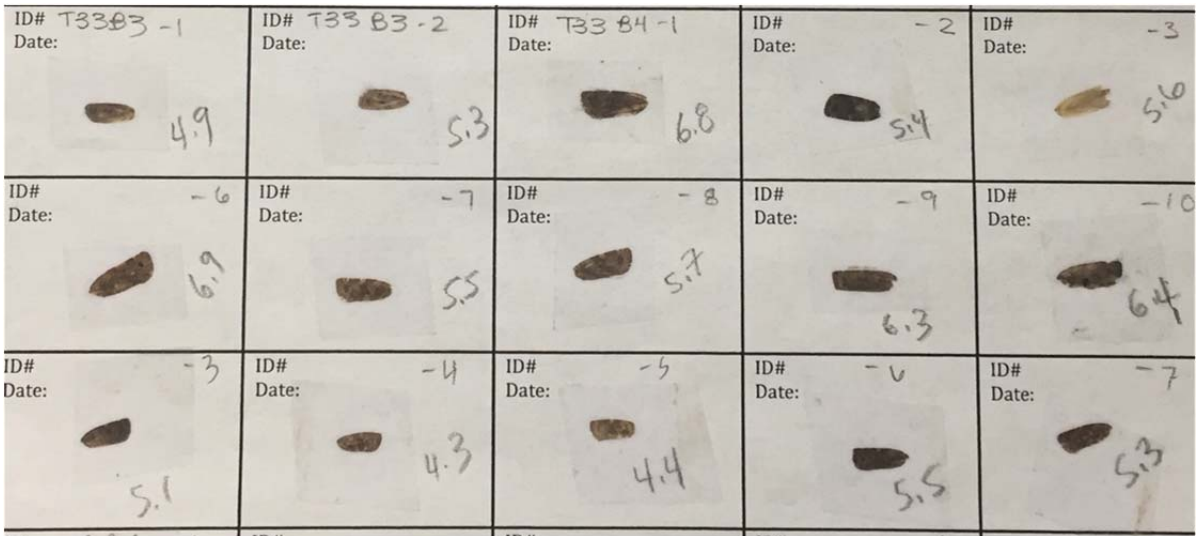 ID# T33B3 -1
Date:
4.9
ID# T33 B3-2
Date:
5.3
ID# T33 B4-1
Date:
6.8
ID# -2
Date:
5.4
ID# -3
Date:
5.6
ID# -6
Date:
6.9
ID# -7
Date:
5.5
ID# -8
Date:
5.7
ID# -9
Date:
6.3
ID# -10
Date:
6.4
ID# -3
Date:
5.1
ID# -4
Date:
4.3
ID# -5
Date:
4.4
ID# -6
Date:
5.5
ID# -7
Date:
5.3